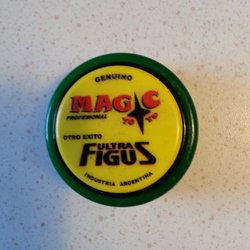 GENUINO
MAGIC
PROFESIONAL YO YO
OTRO EXITO
ULTRA
FIGUS
INDUSTRIA ARGENTINA